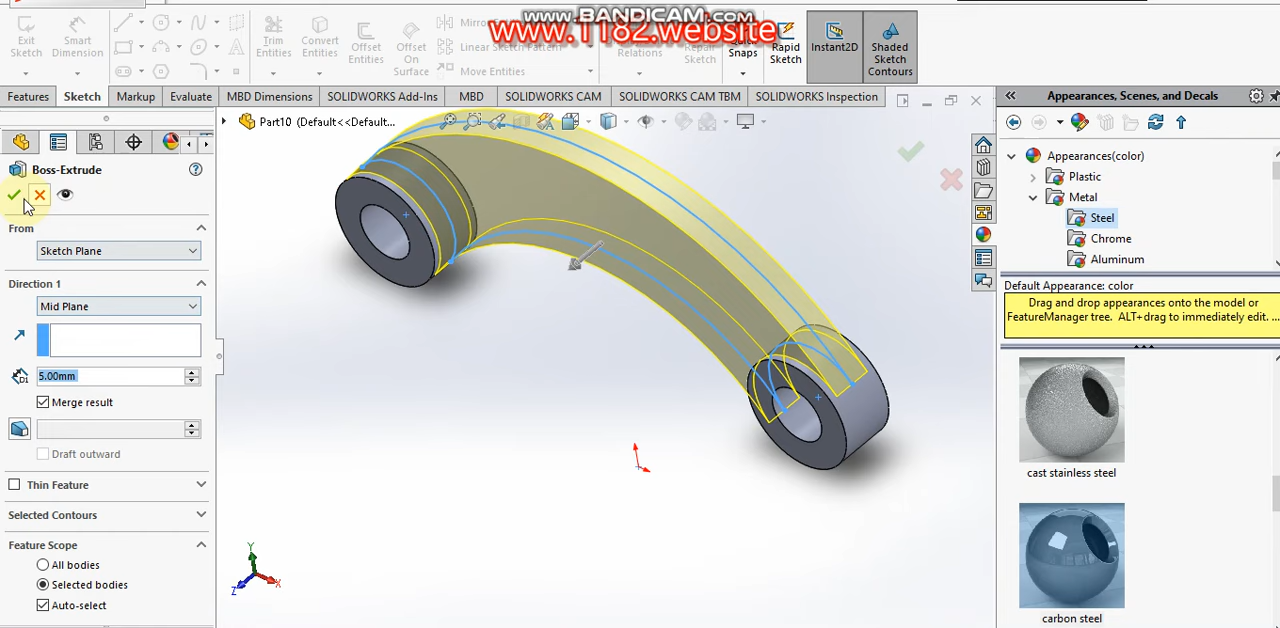 www.BANDICAM.com
www.1182.website
Exit Sketch
Smart Dimension
Trim Entities
Convert Entities
Offset Entities
Offset On Surface
Mirror
Linear Sketch Pattern
Move Entities
Relations
Repair Sketch
Quick Snaps
Rapid Sketch
Instant2D
Shaded Sketch Contours
Features
Sketch
Markup
Evaluate
MBD Dimensions
SOLIDWORKS Add-Ins
MBD
SOLIDWORKS CAM
SOLIDWORKS CAM TBM
SOLIDWORKS Inspection
Part10 (Default<<Default...
Boss-Extrude
From
Sketch Plane
Direction 1
Mid Plane
D1
5.00mm
Merge result
Draft outward
Thin Feature
Selected Contours
Feature Scope
All bodies
Selected bodies
Auto-select
Y
X
Z
Appearances, Scenes, and Decals
Appearances(color)
Plastic
Metal
Steel
Chrome
Aluminum
Default Appearance: color
Drag and drop appearances onto the model or
FeatureManager tree. ALT+drag to immediately edit. ...
cast stainless steel
carbon steel